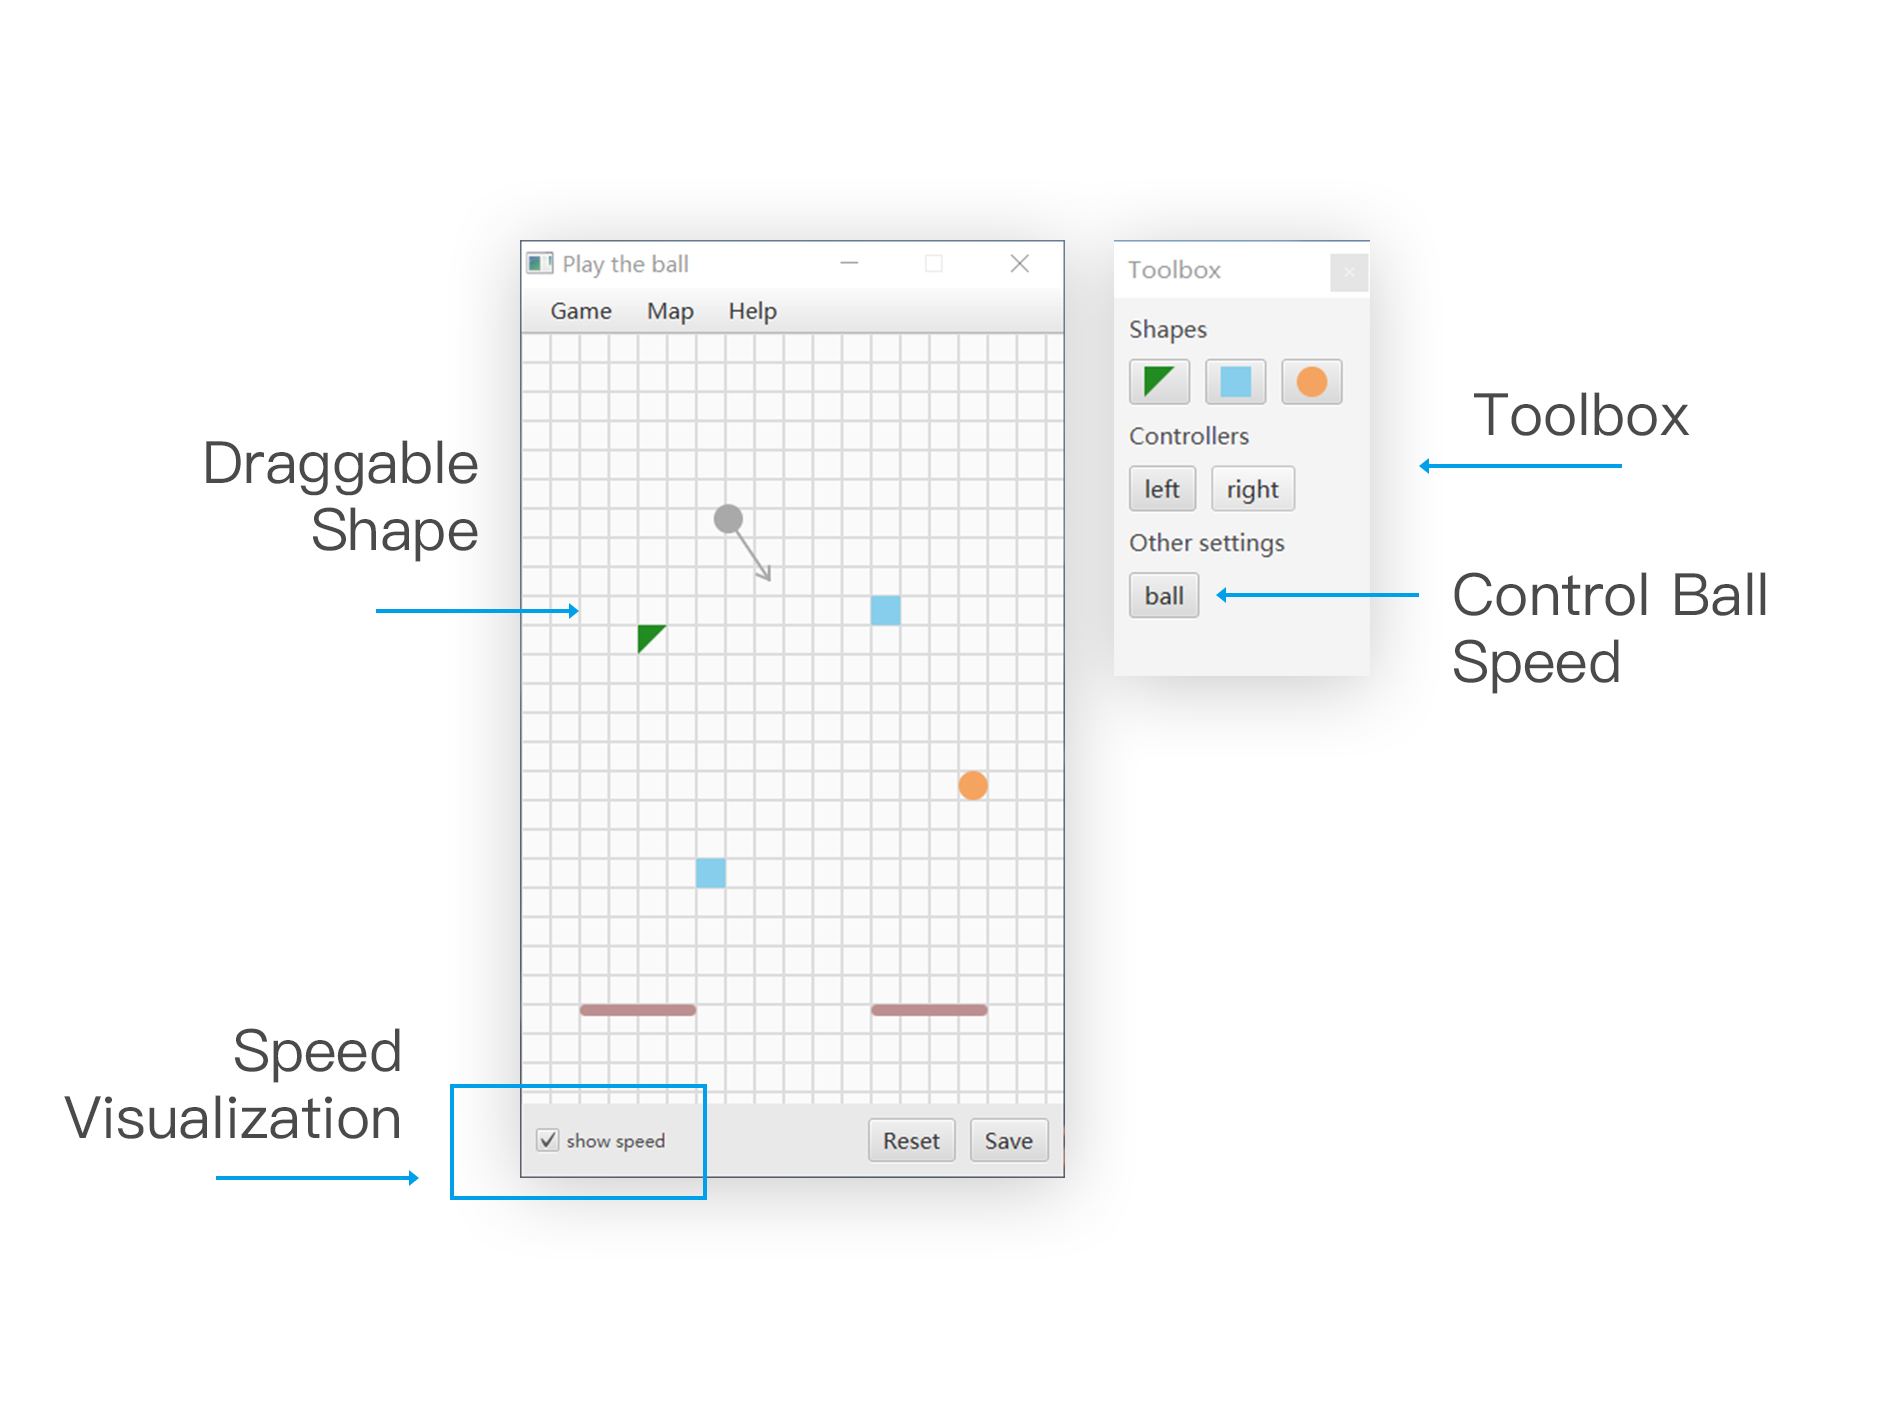 Play the ball
Game Map Help
show speed
Reset Save
Toolbox
Shapes
Controllers
left right
Other settings
ball
Draggable
Shape
Speed
Visualization
Toolbox
Control Ball
Speed